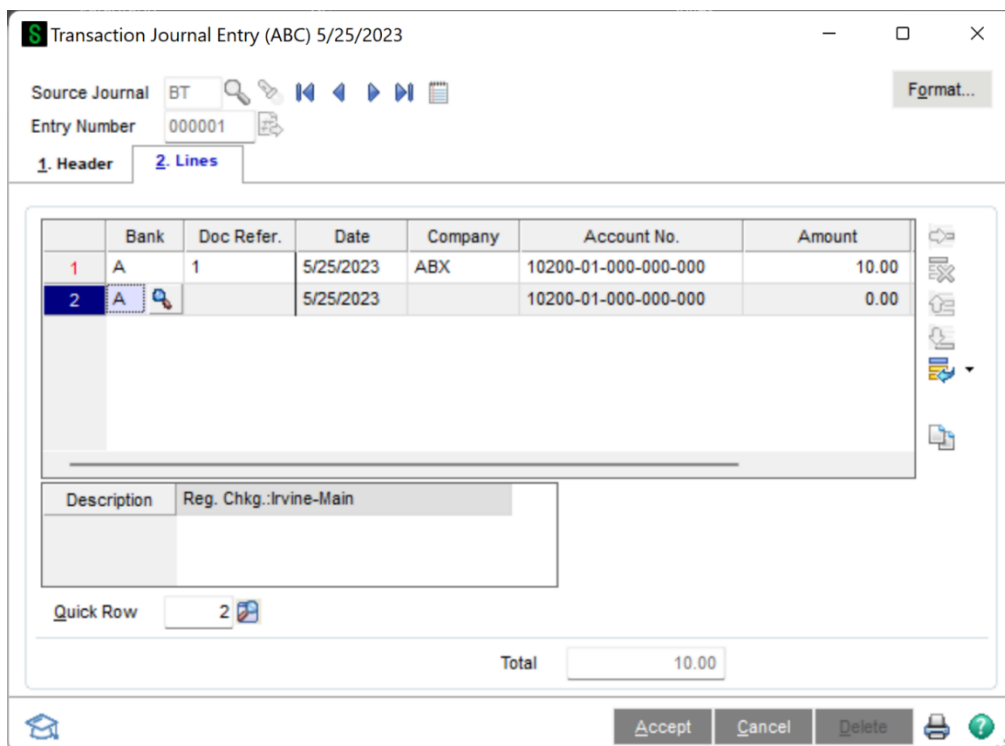 S Transaction Journal Entry (ABC) 5/25/2023
Source Journal BT
Format...
Entry Number 000001
1. Header 2. Lines
Bank Doc Refer. Date Company Account No. Amount
1 A 1 5/25/2023 ABX 10200-01-000-000-000 10.00
2 A 5/25/2023 10200-01-000-000-000 0.00
Description Reg. Chkg.:Irvine-Main
Quick Row 2
Total 10.00
Accept Cancel Delete ?